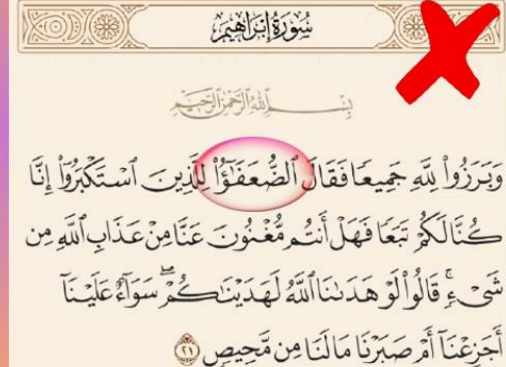 سُورَةُ إِبْرَاهِيمَ
بِسْمِ ٱللَّهِ ٱلرَّحْمَٰنِ ٱلرَّحِيمِ
وَبَرَزُوا۟ لِلَّهِ جَمِيعًا فَقَالَ ٱلضُّعَفَـٰٓؤُا۟ لِلَّذِينَ ٱسْتَكْبَرُوٓا۟ إِنَّا
كُنَّا لَكُمْ تَبَعًا فَهَلْ أَنتُم مُّغْنُونَ عَنَّا مِنْ عَذَابِ ٱللَّهِ مِن
شَىْءٍ ۚ قَالُوا۟ لَوْ هَدَىٰنَا ٱللَّهُ لَهَدَيْنَـٰكُمْ ۖ سَوَآءٌ عَلَيْنَآ
أَجَزِعْنَآ أَمْ صَبَرْنَا مَا لَنَا مِن مَّحِيصٍ ٢١